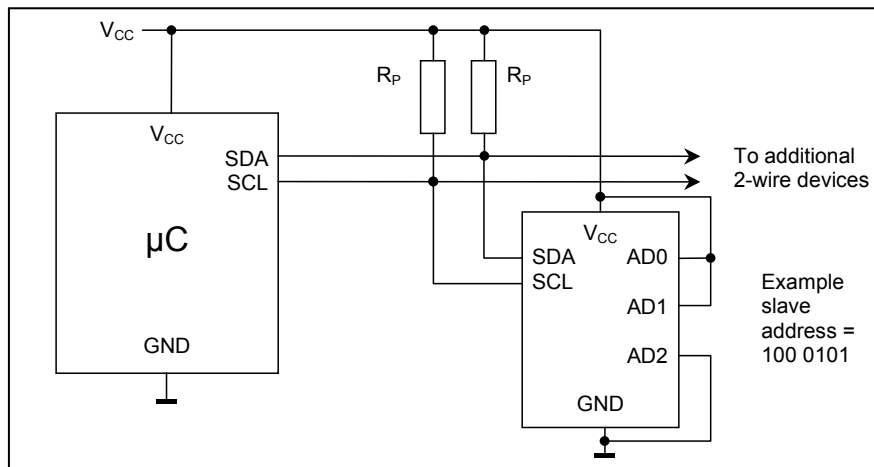 VCC
RP RP
VCC
SDA
SCL
To additional
2-wire devices
µC
VCC
SDA
SCL
AD0
AD1
AD2
GND
GND
Example
slave
address =
100 0101